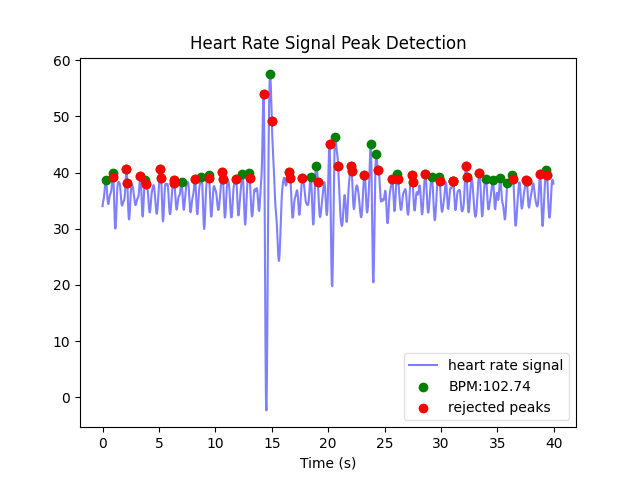 Heart Rate Signal Peak Detection
60
50
40
30
20
10
0
0 5 10 15 20 25 30 35 40
Time (s)
heart rate signal
BPM:102.74
rejected peaks